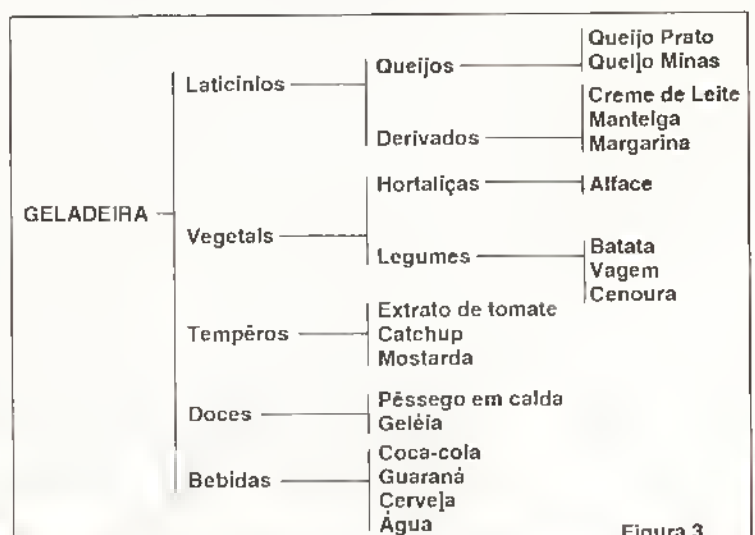 GELADEIRA
Laticínios
Queijos
Queijo Prato
Queijo Minas
Derivados
Creme de Leite
Manteiga
Margarina
Vegetais
Hortaliças
Alface
Legumes
Batata
Vagem
Cenoura
Tempêros
Extrato de tomate
Catchup
Mostarda
Doces
Pêssego em calda
Geléia
Bebidas
Coca-cola
Guaraná
Cerveja
Água
Figura 3